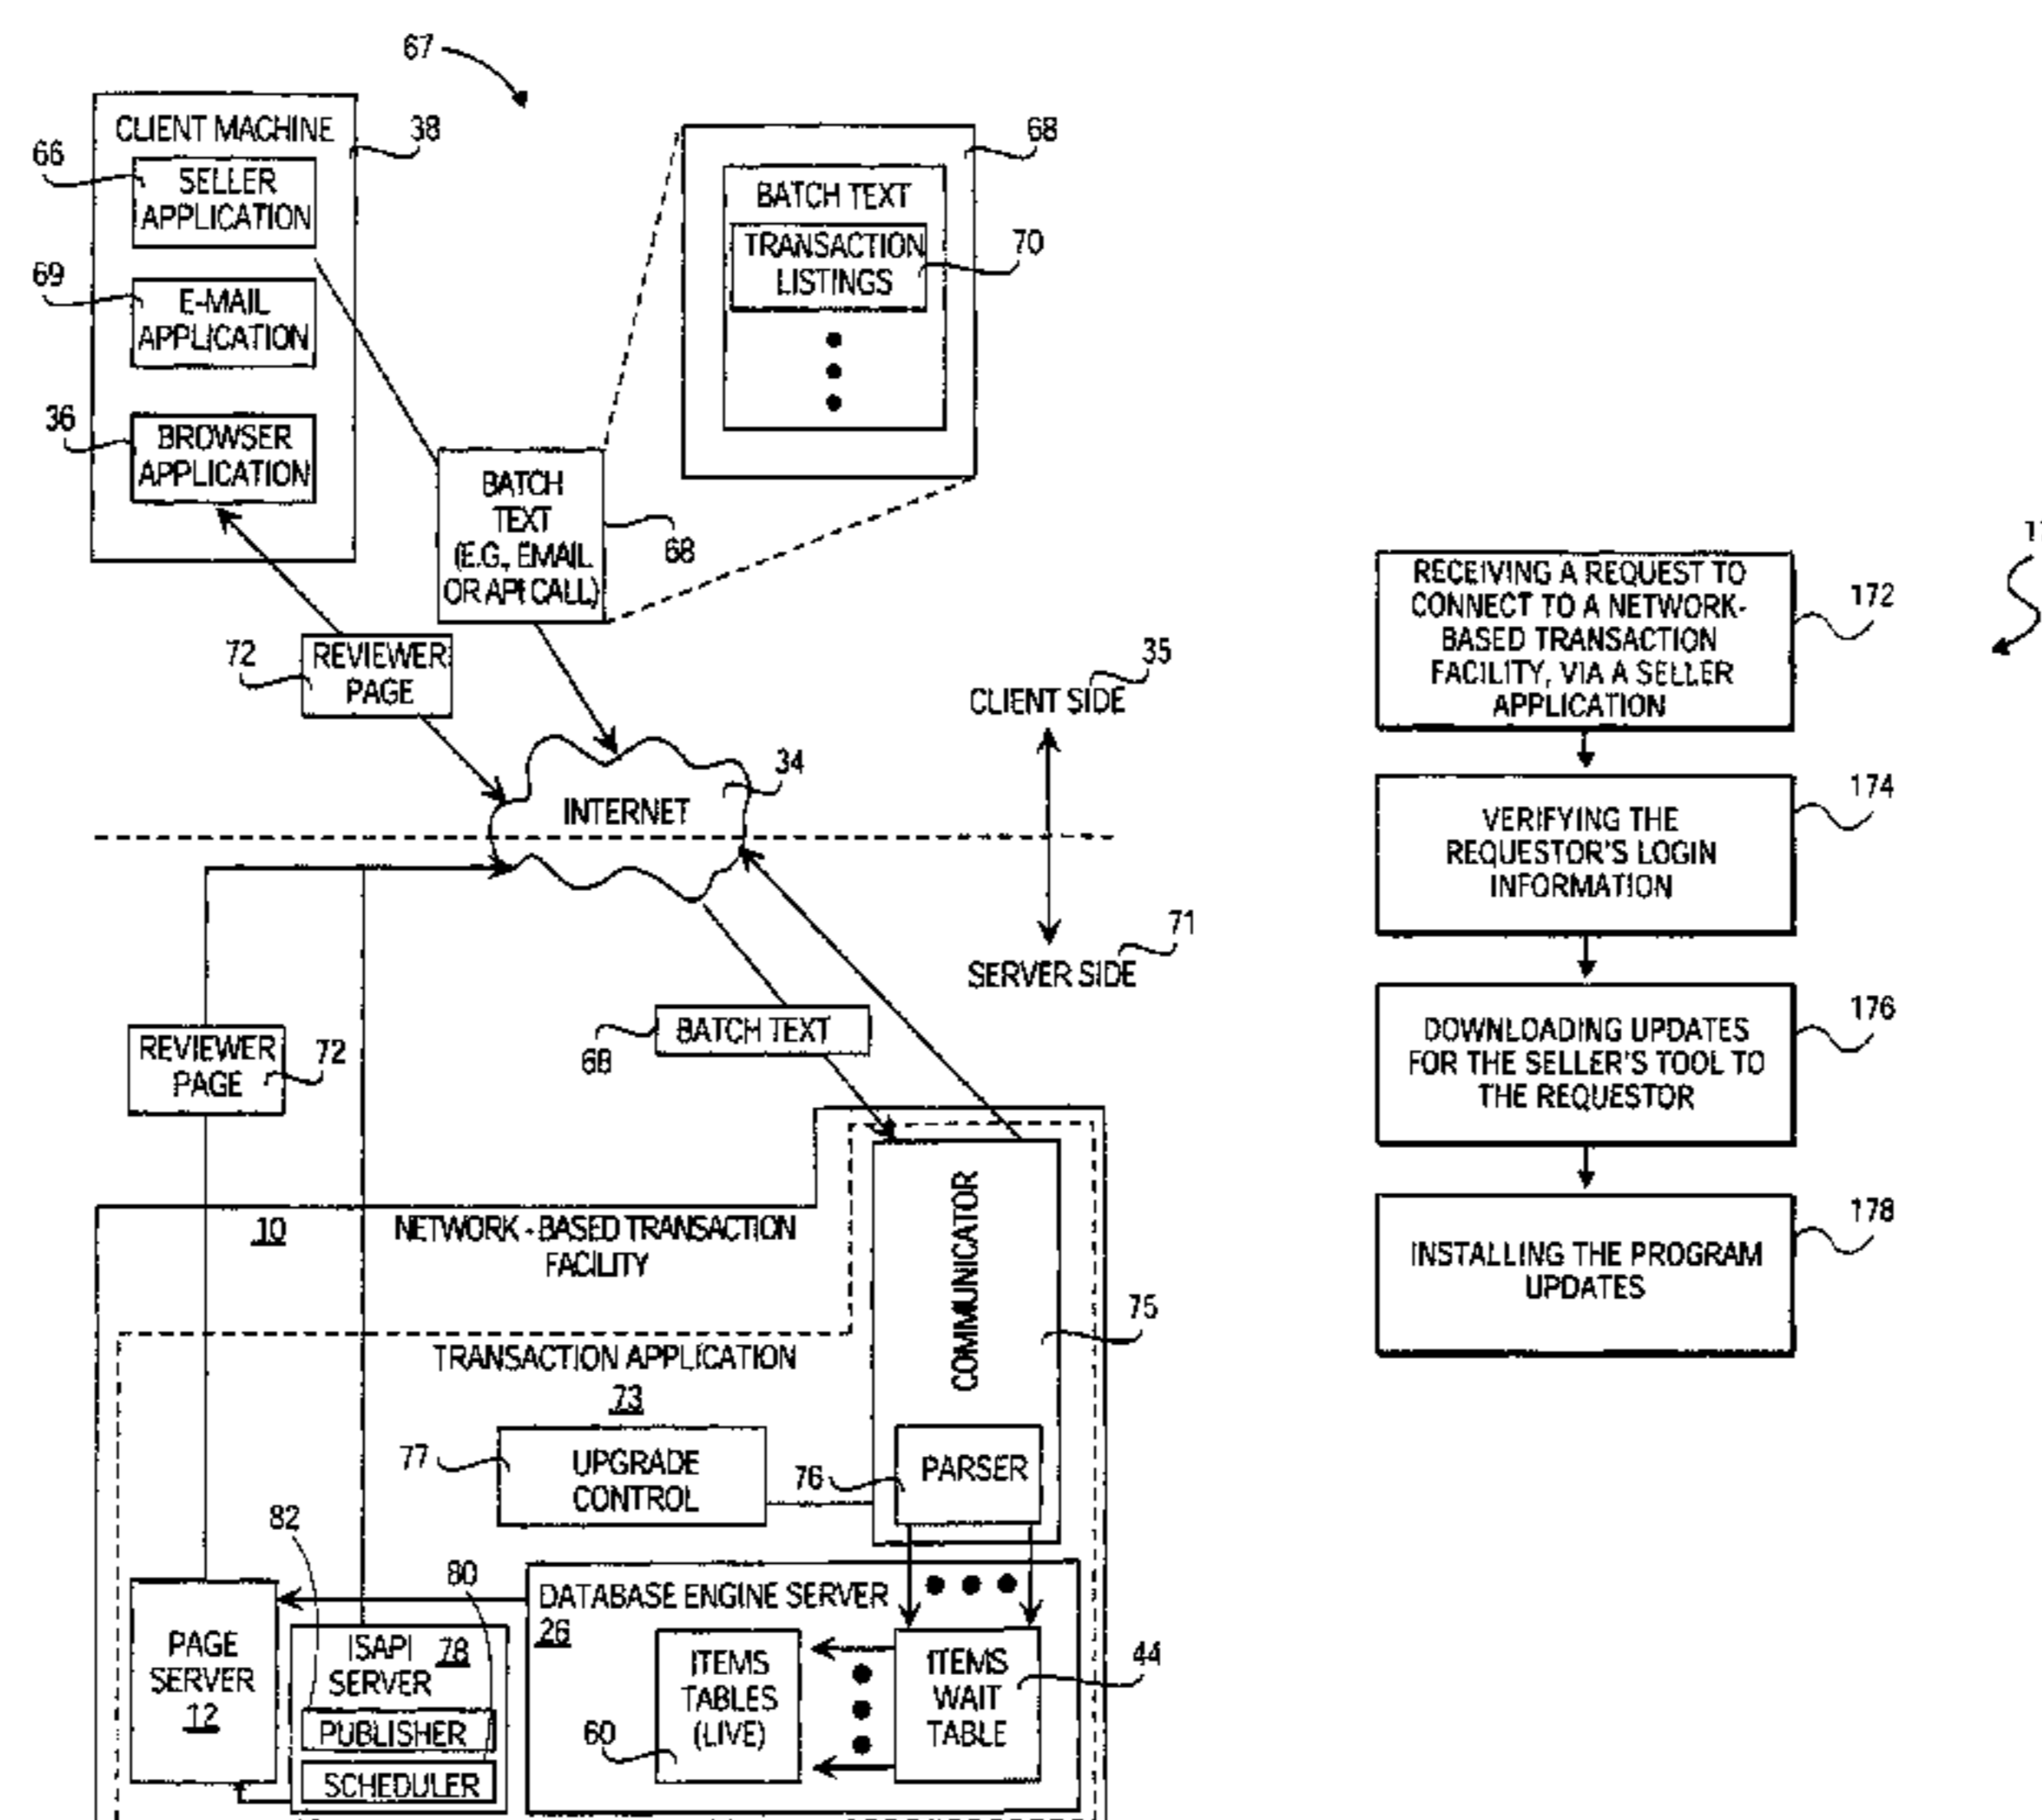 67
CLIENT MACHINE
38
66
SELLER
APPLICATION
69
E-MAIL
APPLICATION
36
BROWSER
APPLICATION
68
BATCH TEXT
TRANSACTION
LISTINGS
70
BATCH
TEXT
(E.G., EMAIL
OR API CALL)
68
72
REVIEWER
PAGE
35
CLIENT SIDE
34
INTERNET
71
SERVER SIDE
BATCH TEXT
68
REVIEWER
PAGE
72
10
NETWORK - BASED TRANSACTION
FACILITY
COMMUNICATOR
75
TRANSACTION APPLICATION
73
77
UPGRADE
CONTROL
76
PARSER
82
80
DATABASE ENGINE SERVER
26
PAGE
SERVER
12
ISAPI
SERVER
78
PUBLISHER
SCHEDULER
60
ITEMS
TABLES
(LIVE)
ITEMS
WAIT
TABLE
44
RECEIVING A REQUEST TO
CONNECT TO A NETWORK-
BASED TRANSACTION
FACILITY, VIA A SELLER
APPLICATION
172
VERIFYING THE
REQUESTOR'S LOGIN
INFORMATION
174
DOWNLOADING UPDATES
FOR THE SELLER'S TOOL TO
THE REQUESTOR
176
INSTALLING THE PROGRAM
UPDATES
178